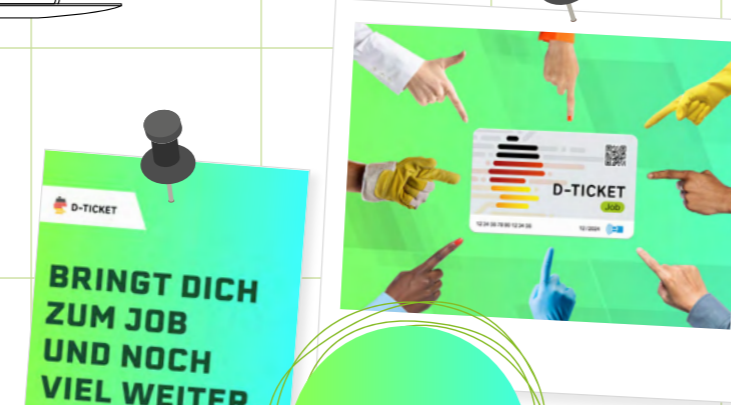 D-TICKET
BRINGT DICH
ZUM JOB
UND NOCH
VIEL WEITER
D-TICKET
Job